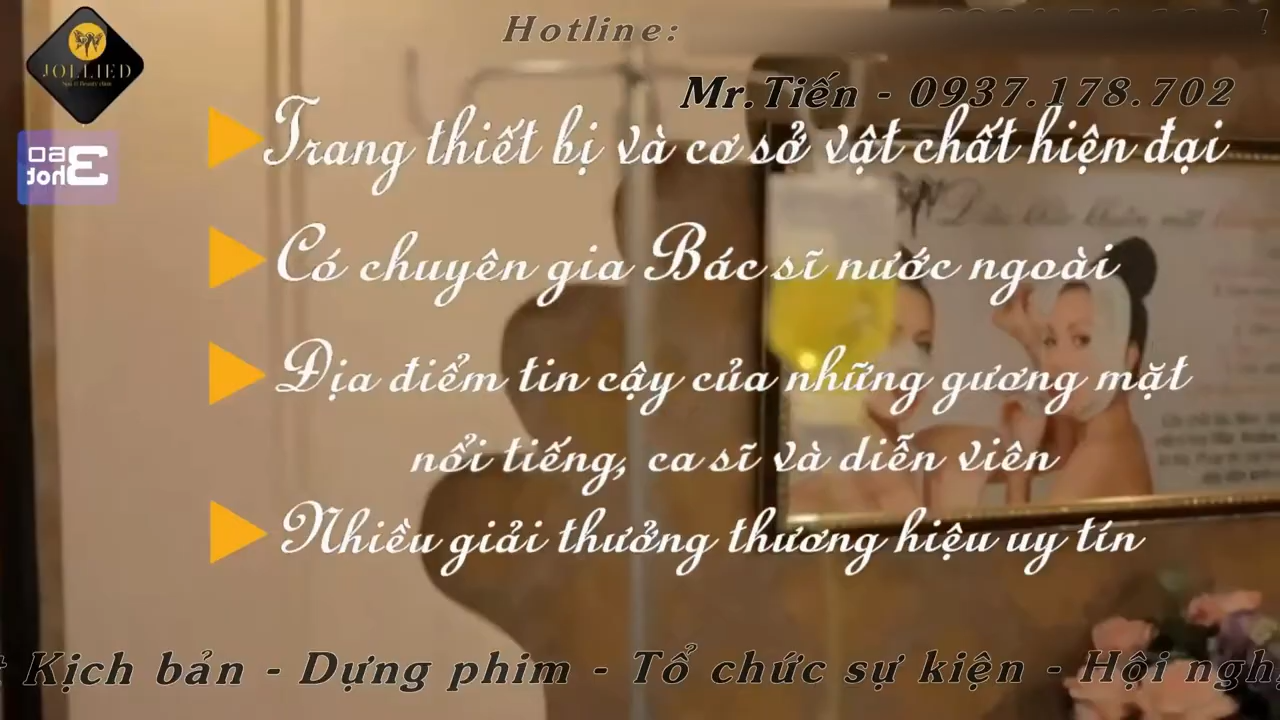 Hotline:
Mr.Tiến - 0937.178.702
JOLLIED
Trang thiết bị và cơ sở vật chất hiện đại
Có chuyên gia Bác sĩ nước ngoài
Địa điểm tin cậy của những gương mặt
nổi tiếng, ca sĩ và diễn viên
Nhiều giải thưởng thương hiệu uy tín
Kịch bản - Dựng phim - Tổ chức sự kiện - Hội nghị